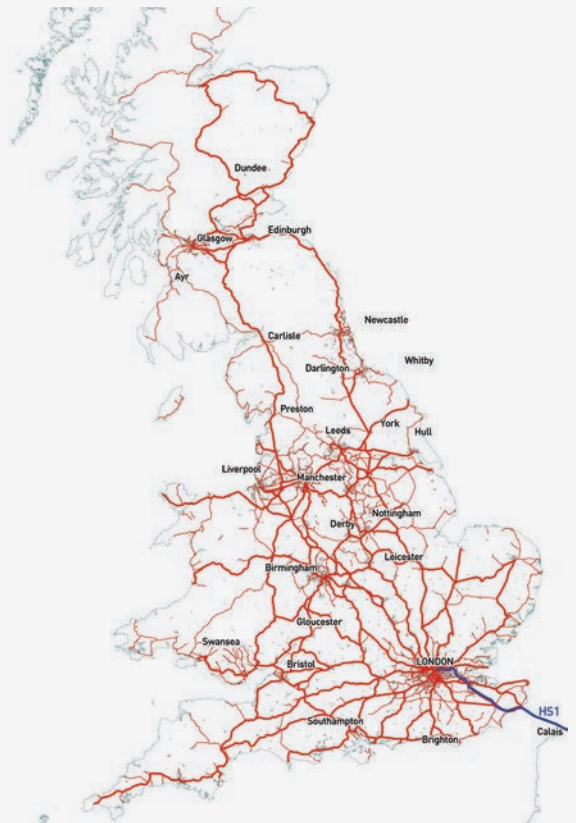 Dundee
Glasgow
Edinburgh
Ayr
Newcastle
Carlisle
Whitby
Darlington
Preston
York
Leeds
Hull
Liverpool
Manchester
Nottingham
Derby
Leicester
Birmingham
Gloucester
Swansea
Bristol
LONDON
HS1
Southampton
Calais
Brighton